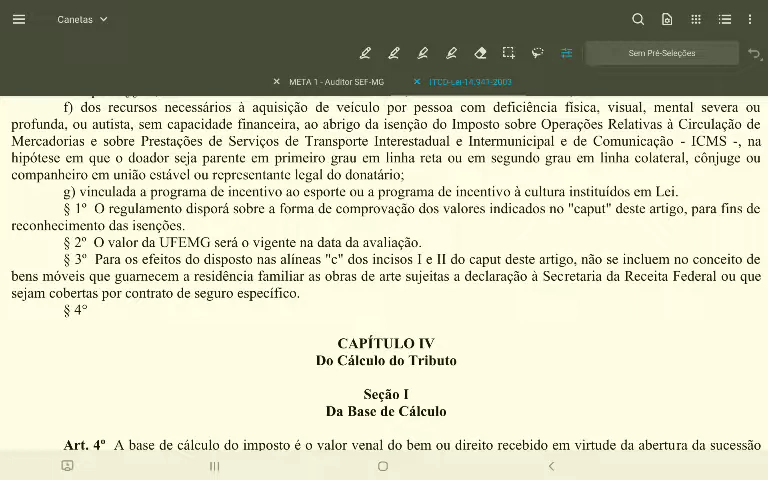 Canetas
Sem Pré-Seleções
META 1 - Auditor SEF-MG
ITCD-Lei-14.941-2003
f) dos recursos necessários à aquisição de veículo por pessoa com deficiência física, visual, mental severa ou
profunda, ou autista, sem capacidade financeira, ao abrigo da isenção do Imposto sobre Operações Relativas à Circulação de
Mercadorias e sobre Prestações de Serviços de Transporte Interestadual e Intermunicipal e de Comunicação - ICMS -, na
hipótese em que o doador seja parente em primeiro grau em linha reta ou em segundo grau em linha colateral, cônjuge ou
companheiro em união estável ou representante legal do donatário;
g) vinculada a programa de incentivo ao esporte ou a programa de incentivo à cultura instituídos em Lei.
§ 1º O regulamento disporá sobre a forma de comprovação dos valores indicados no "caput" deste artigo, para fins de
reconhecimento das isenções.
§ 2º O valor da UFEMG será o vigente na data da avaliação.
§ 3º Para os efeitos do disposto nas alíneas "c" dos incisos I e II do caput deste artigo, não se incluem no conceito de
bens móveis que guarnecem a residência familiar as obras de arte sujeitas a declaração à Secretaria da Receita Federal ou que
sejam cobertas por contrato de seguro específico.
§ 4°
CAPÍTULO IV
Do Cálculo do Tributo
Seção I
Da Base de Cálculo
Art. 4º A base de cálculo do imposto é o valor venal do bem ou direito recebido em virtude da abertura da sucessão